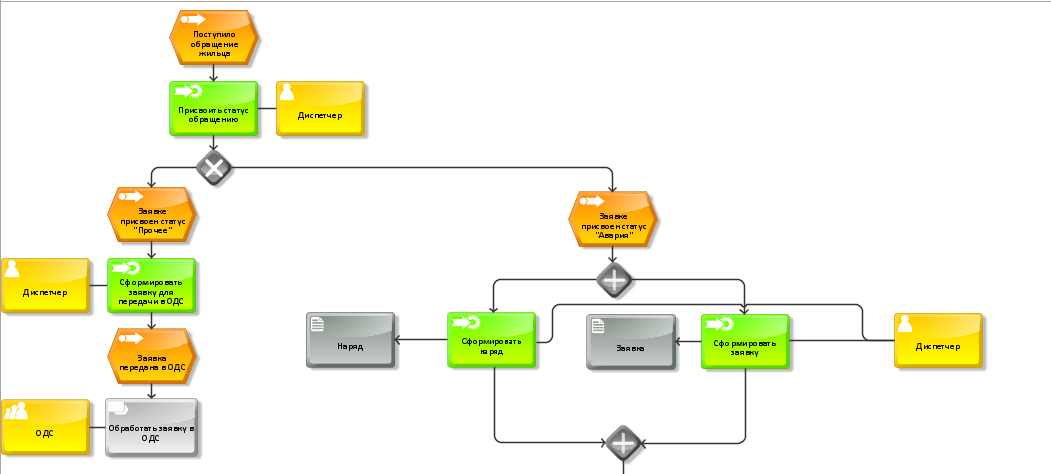 Поступило
обращение
жильца
Присвоить статус
обращению
Диспетчер
Заявке
присвоен статус
"Прочее"
Заявке
присвоен статус
"Авария"
Диспетчер
Сформировать
заявку для
передачи в ОДС
Наряд
Сформировать
наряд
Заявка
Сформировать
заявку
Диспетчер
Заявка
передана в ОДС
ОДС
Обработать заявку в
ОДС